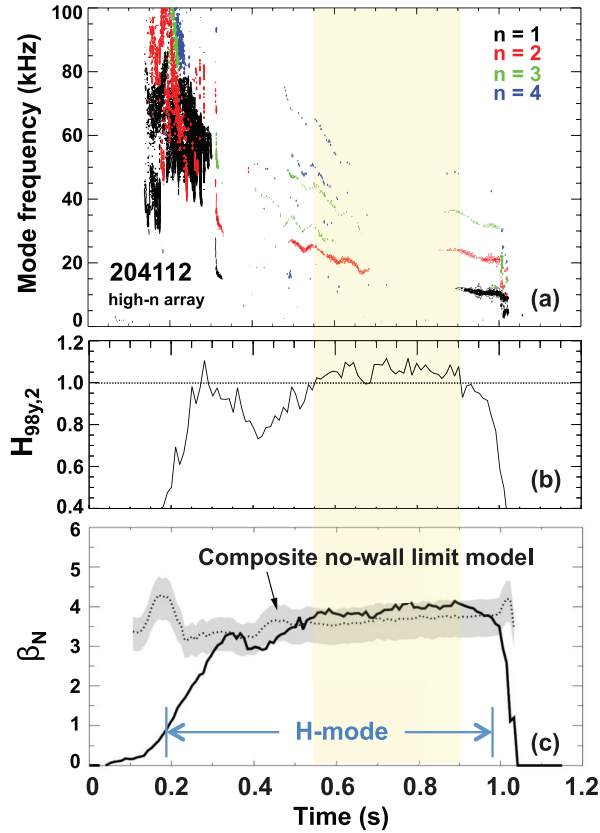 100
80
60
40
20
0
Mode frequency (kHz)
n = 1
n = 2
n = 3
n = 4
204112
high-n array
(a)
1.2
1.0
0.8
0.6
0.4
H98y,2
(b)
6
5
4
3
2
1
0
βN
Composite no-wall limit model
H-mode
(c)
0.0 0.2 0.4 0.6 0.8 1.0 1.2
Time (s)